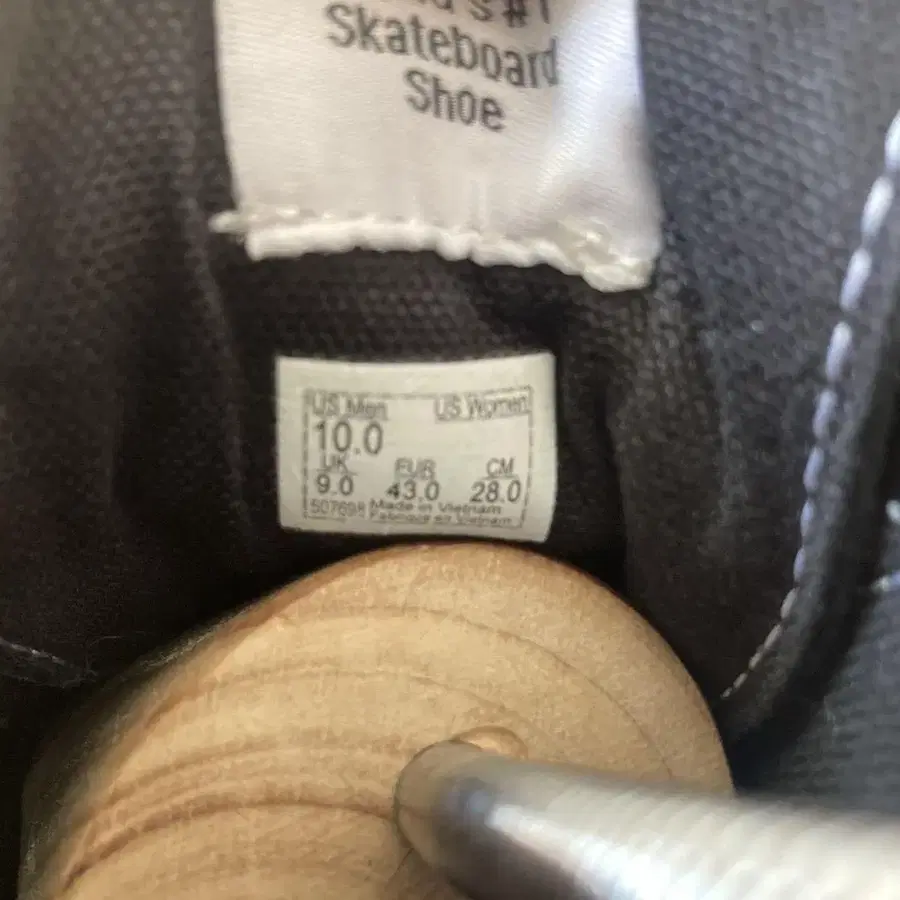 Skateboard
Shoe
US Men US Women
10.0
UK EUR CM
9.0 43.0 28.0
507698 Made in Vietnam
Fabriqué en Vietnam